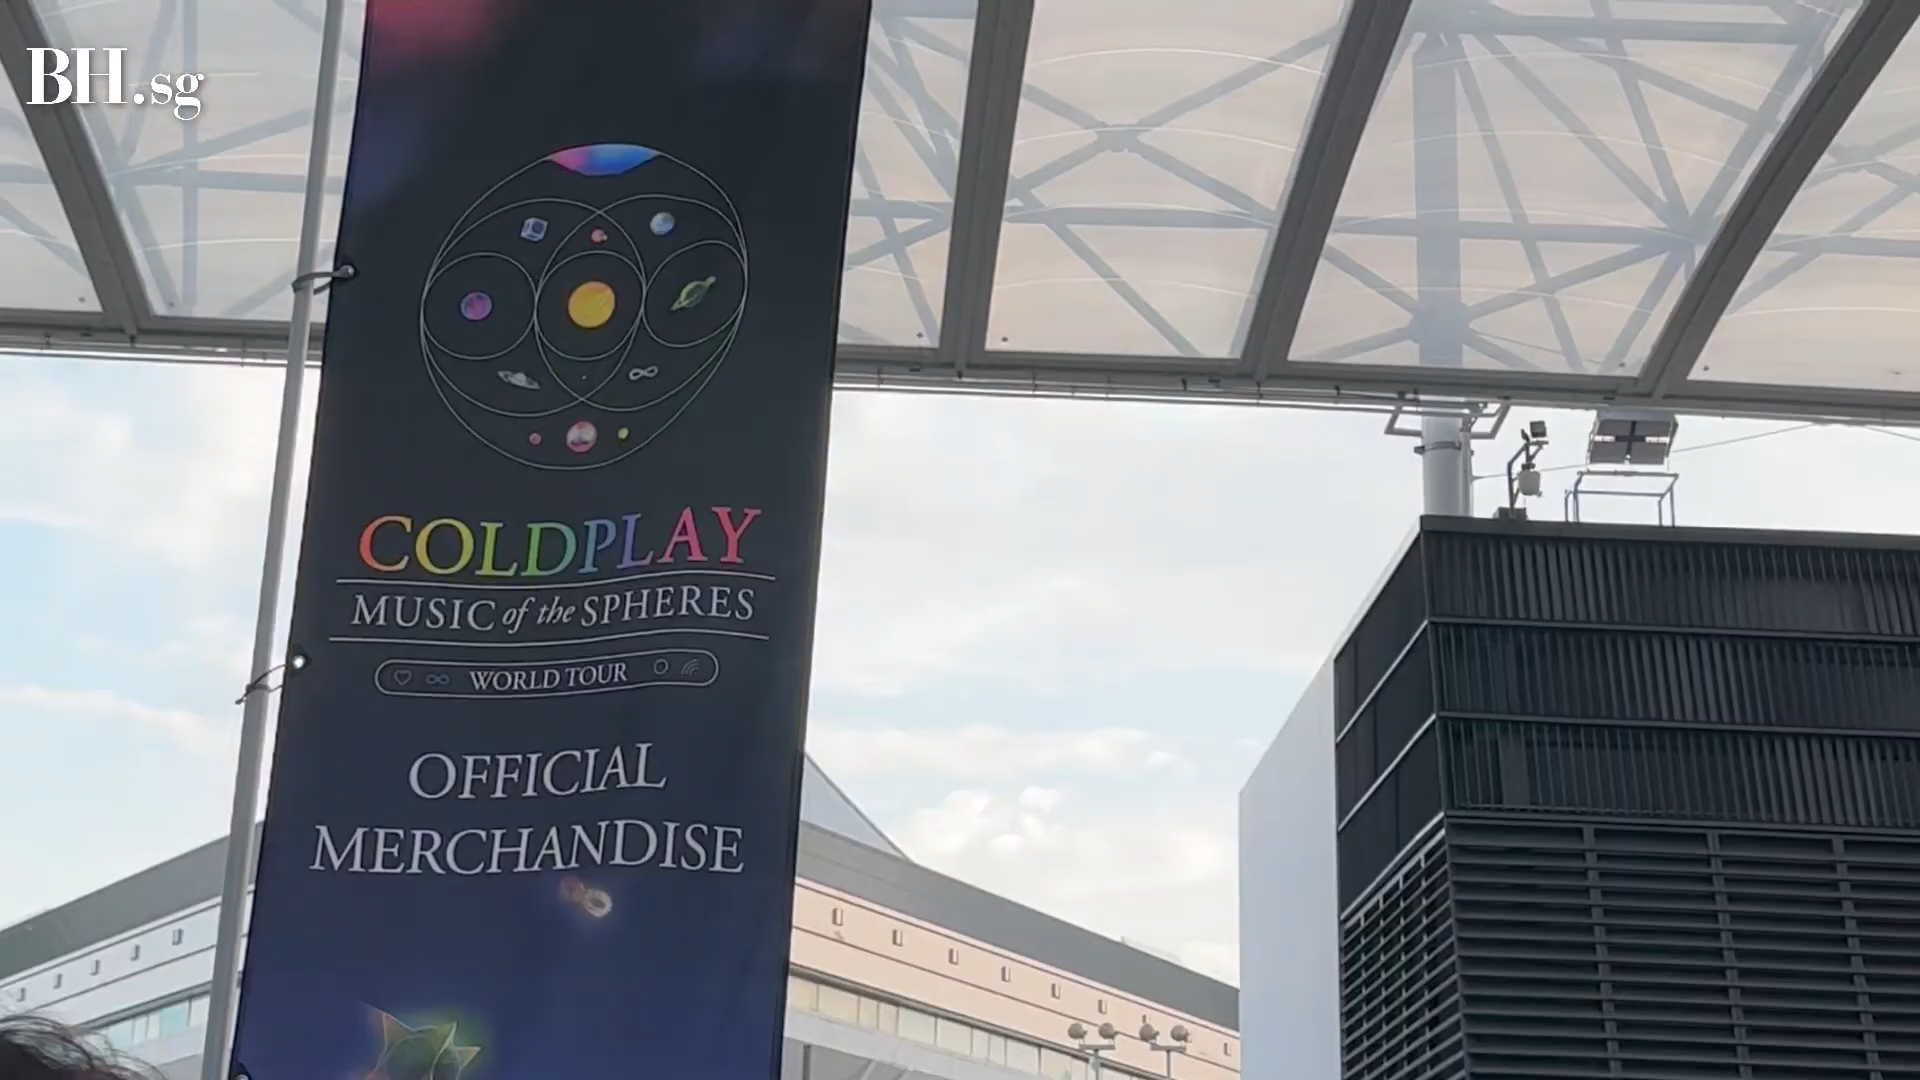 BH.sg
COLDPLAY
MUSIC of the SPHERES
WORLD TOUR
OFFICIAL
MERCHANDISE